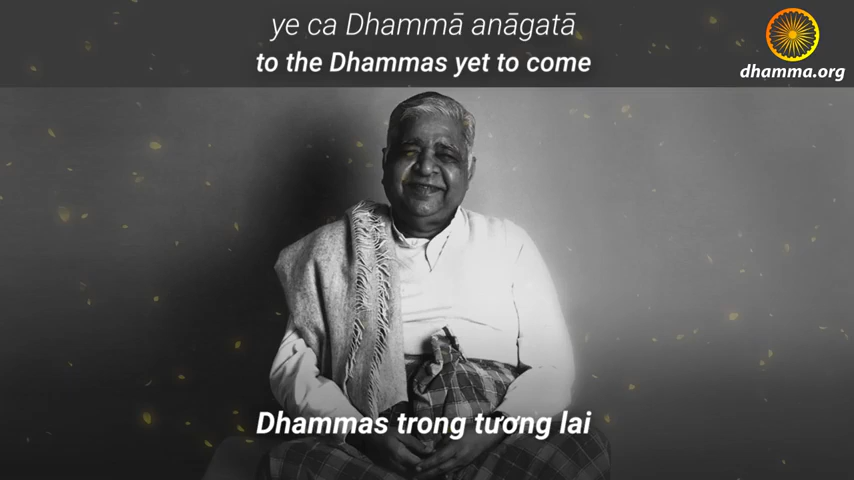 ye ca Dhammā anāgatā
to the Dhammas yet to come
dhamma.org
Dhammas trong tương lai